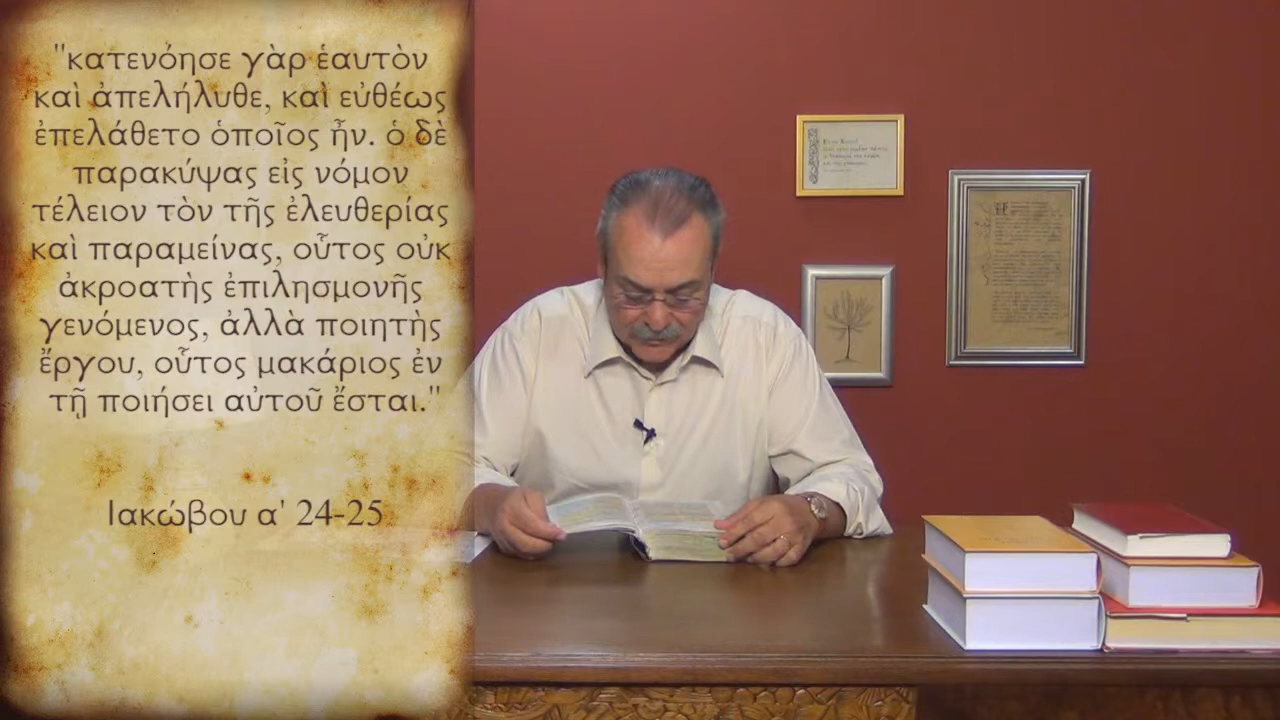 "κατενόησε γὰρ ἑαυτὸν
καὶ ἀπελήλυθε, καὶ εὐθέως
ἐπελάθετο ὁποῖος ἦν. ὁ δὲ
παρακύψας εἰς νόμον
τέλειον τὸν τῆς ἐλευθερίας
καὶ παραμείνας, οὗτος οὐκ
ἀκροατὴς ἐπιλησμονῆς
γενόμενος, ἀλλὰ ποιητὴς
ἔργου, οὗτος μακάριος ἐν
τῇ ποιήσει αὐτοῦ ἔσται."
Ιακώβου α' 24-25